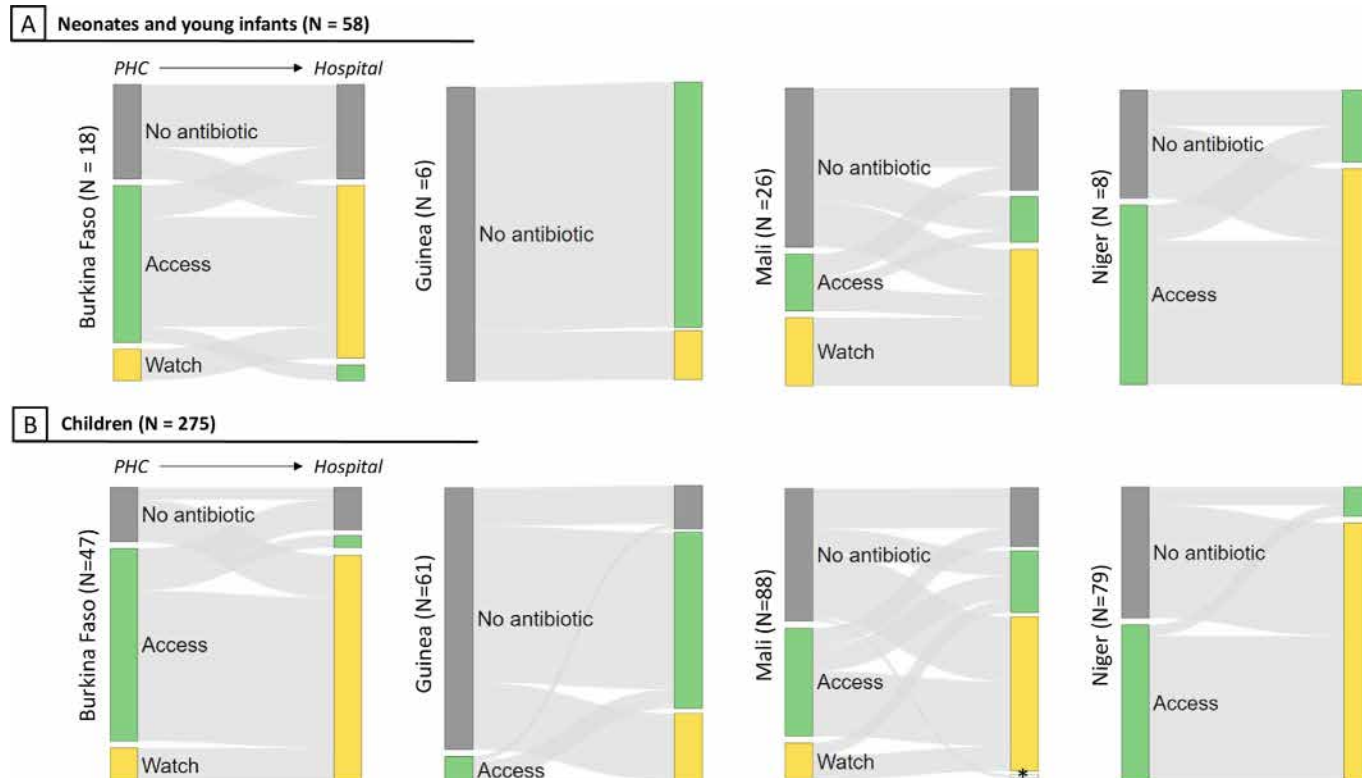 A Neonates and young infants (N = 58)
PHC Hospital
Burkina Faso (N = 18)
No antibiotic
Access
Watch
Guinea (N =6)
No antibiotic
Mali (N =26)
No antibiotic
Access
Watch
Niger (N =8)
No antibiotic
Access
B Children (N = 275)
PHC Hospital
Burkina Faso (N=47)
No antibiotic
Access
Watch
Guinea (N=61)
No antibiotic
Access
Mali (N=88)
No antibiotic
Access
Watch
*
Niger (N=79)
No antibiotic
Access